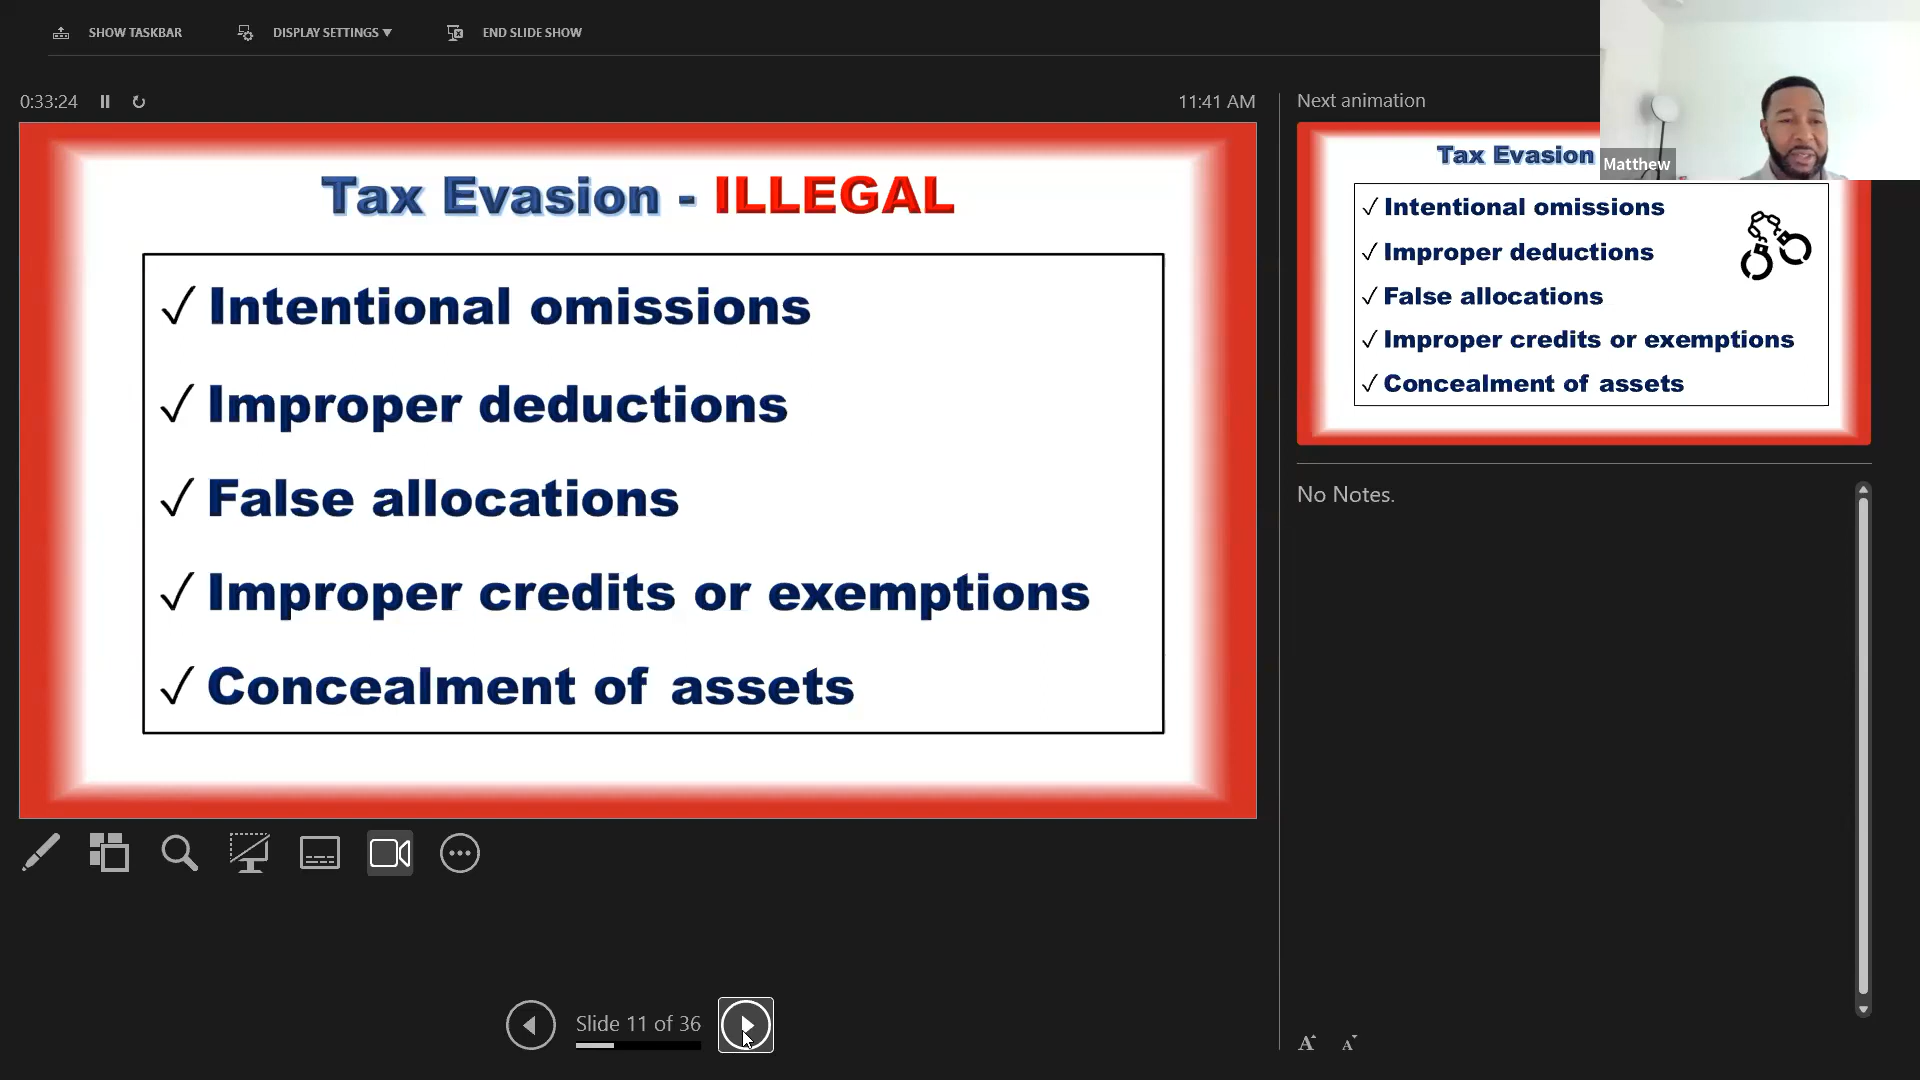 SHOW TASKBAR
DISPLAY SETTINGS ▼
END SLIDE SHOW
0:33:24
11:41 AM
Next animation
Matthew
Tax Evasion - ILLEGAL
✓ Intentional omissions
✓ Improper deductions
✓ False allocations
✓ Improper credits or exemptions
✓ Concealment of assets
Tax Evasion
✓ Intentional omissions
✓ Improper deductions
✓ False allocations
✓ Improper credits or exemptions
✓ Concealment of assets
No Notes.
Slide 11 of 36
A A